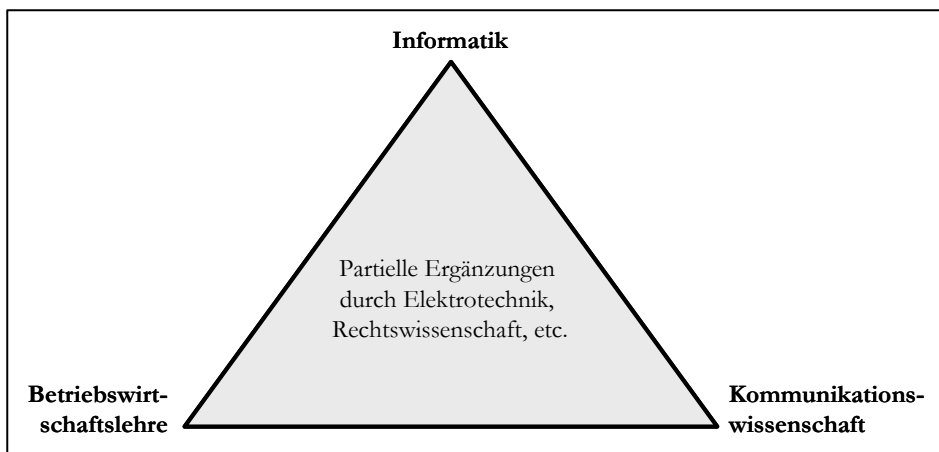 Informatik
Partielle Ergänzungen
durch Elektrotechnik,
Rechtswissenschaft, etc.
Betriebswirt-
schaftslehre
Kommunikations-
wissenschaft